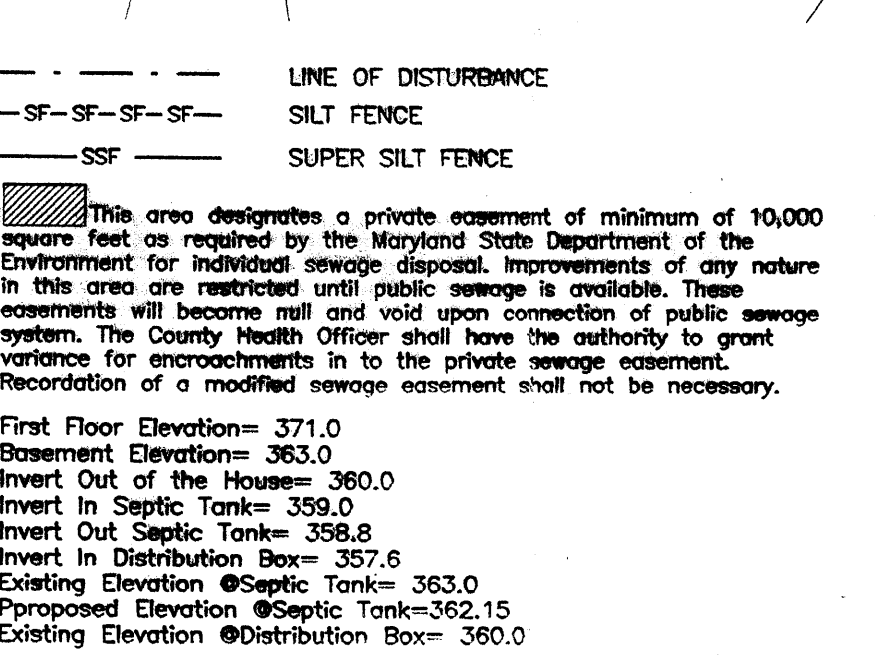 LINE OF DISTURBANCE
—SF—SF—SF—SF— SILT FENCE
——SSF —— SUPER SILT FENCE
This area designates a private easement of minimum of 10,000
square feet as required by the Maryland State Department of the
Environment for individual sewage disposal. Improvements of any nature
in this area are restricted until public sewage is available. These
easements will become null and void upon connection of public sewage
system. The County Health Officer shall have the authority to grant
variance for encroachments in to the private sewage easement.
Recordation of a modified sewage easement shall not be necessary.
First Floor Elevation= 371.0
Basement Elevation= 363.0
Invert Out of the House= 360.0
Invert In Septic Tank= 359.0
Invert Out Septic Tank= 358.8
Invert In Distribution Box= 357.6
Existing Elevation @Septic Tank= 363.0
Pproposed Elevation @Septic Tank=362.15
Existing Elevation @Distribution Box= 360.0